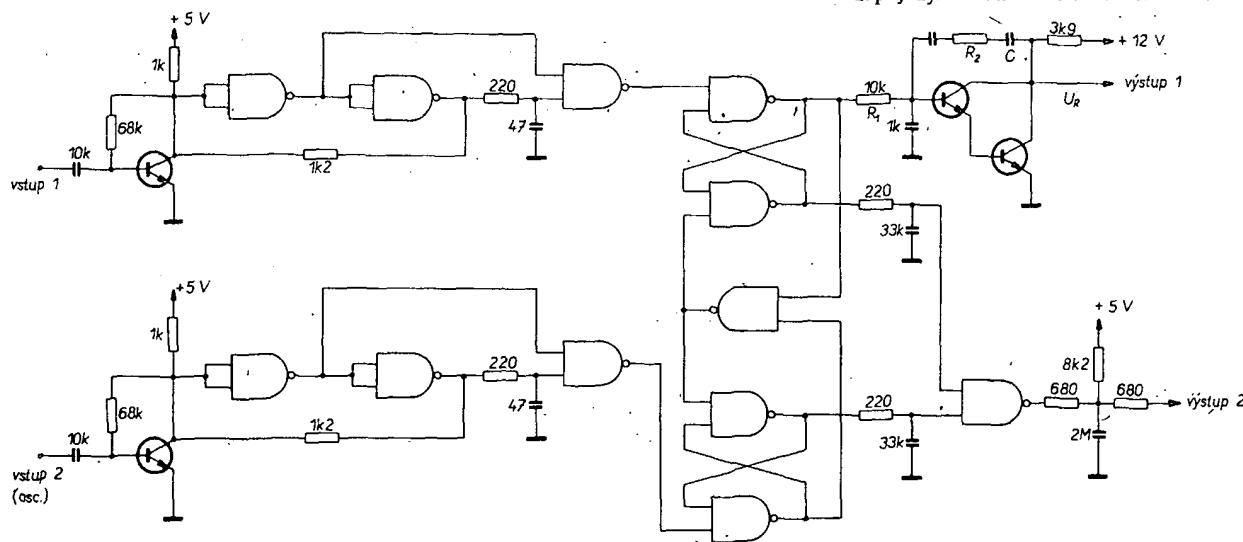 + 5 V
1k
68k
10k
vstup 1
1k2
220
47
10k
R1
1k
R2
C
3k9
+ 12 V
výstup 1
UR
220
33k
+5 V
1k
68k
10k
vstup 2
(osc.)
1k2
220
47
220
33k
+ 5 V
8k2
680
680
výstup 2
2M